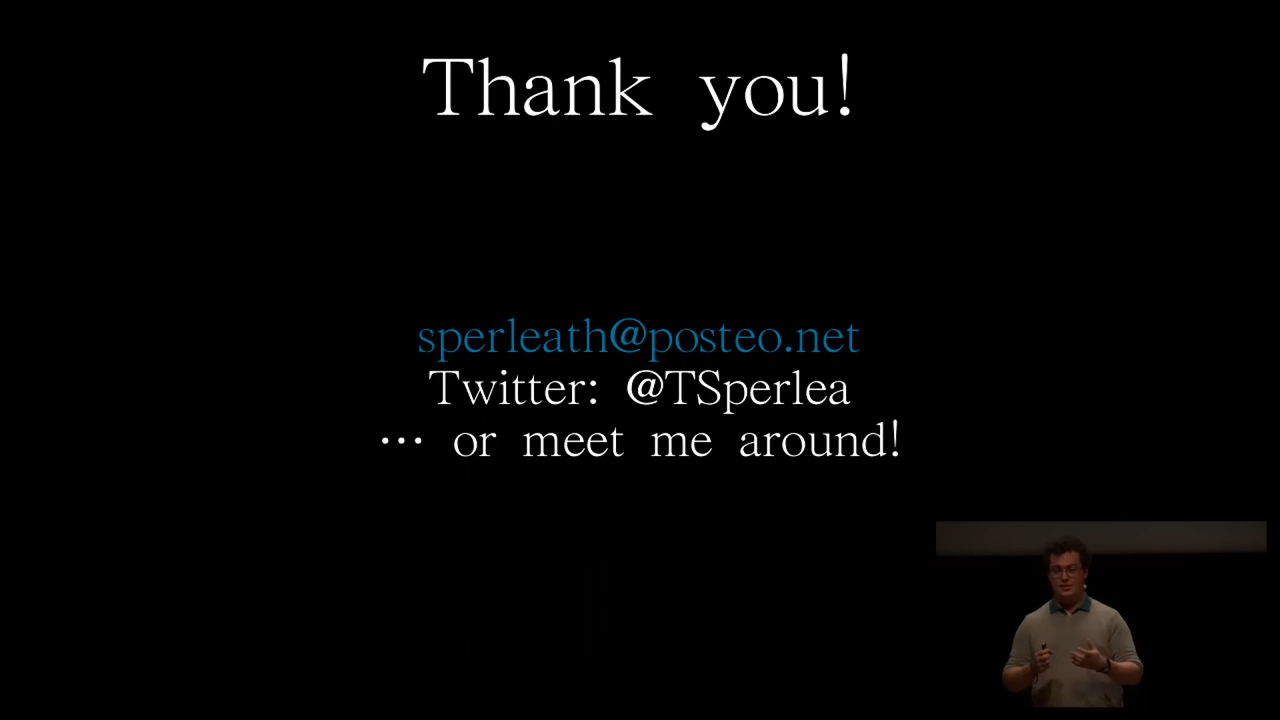 Thank you!
sperleath@posteo.net
Twitter: @TSperlea
… or meet me around!